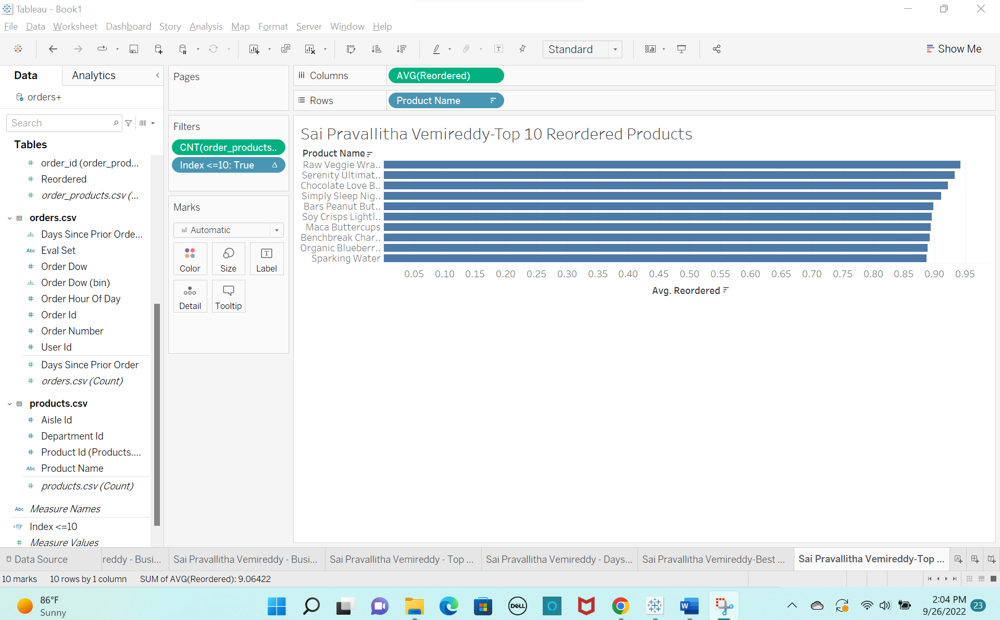 Tableau - Book1
File Data Worksheet Dashboard Story Analysis Map Format Server Window Help
Standard
Show Me
Data Analytics
orders+
Search
Tables
order_id (order_prod...
Reordered
order_products.csv (...
orders.csv
Days Since Prior Orde...
Abc Eval Set
Order Dow
Order Dow (bin)
Order Hour Of Day
Order Id
Order Number
User Id
Days Since Prior Order
orders.csv (Count)
products.csv
Aisle Id
Department Id
Product Id (Products....
Abc Product Name
products.csv (Count)
Abc Measure Names
=T|F Index <=10
Measure Values
Pages
Filters
CNT(order_products..
Index <=10: True
Marks
Automatic
Color Size Label
Detail Tooltip
Columns AVG(Reordered)
Rows Product Name
Sai Pravallitha Vemireddy-Top 10 Reordered Products
Product Name
Raw Veggie Wra..
Serenity Ultimat..
Chocolate Love B..
Simply Sleep Nig..
Bars Peanut But..
Soy Crisps Lightl..
Maca Buttercups
Benchbreak Char..
Organic Blueberr..
Sparking Water
0.05 0.10 0.15 0.20 0.25 0.30 0.35 0.40 0.45 0.50 0.55 0.60 0.65 0.70 0.75 0.80 0.85 0.90 0.95
Avg. Reordered
Data Source reddy - Busi... Sai Pravallitha Vemireddy - Busi... Sai Pravallitha Vemireddy - Top ... Sai Pravallitha Vemireddy - Days... Sai Pravallitha Vemireddy-Best ... Sai Pravallitha Vemireddy-Top ...
10 marks 10 rows by 1 column SUM of AVG(Reordered): 9.06422
86°F
Sunny
DELL
W
2:04 PM
9/26/2022
23